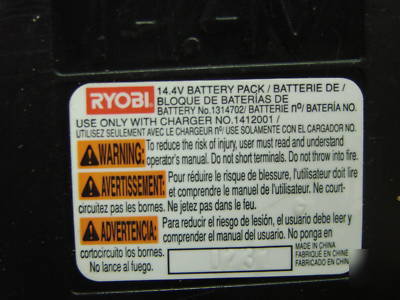 RYOBI
14.4V BATTERY PACK / BATTERIE DE /
BLOQUE DE BATERÍAS DE
BATTERY No.1314702/ BATTERIE nº/ BATERÍA NO.
USE ONLY WITH CHARGER NO.1412001 /
UTILISEZ SEULEMENT AVEC LE CHARGEUR nº/ USE SOLAMENTE CON EL CARGADOR NO.
WARNING: To reduce the risk of injury, user must read and understand
operator's manual. Do not short terminals. Do not throw into fire.
AVERTISSEMENT: Pour réduire le risque de blessure, l'utilisateur doit lire
et comprendre le manuel de l'utilisateur. Ne court-
circuitez pas les bornes. Ne jetez pas dans le feu.
ADVERTENCIA: Para reducir el riesgo de lesión, el usuario debe leer y
comprender el manual del usuario. No ponga en
cortocircuito los bornes.
No lance al fuego.
MADE IN CHINA
FABRIQUE EN CHINE
FABRICADO EN CHINA